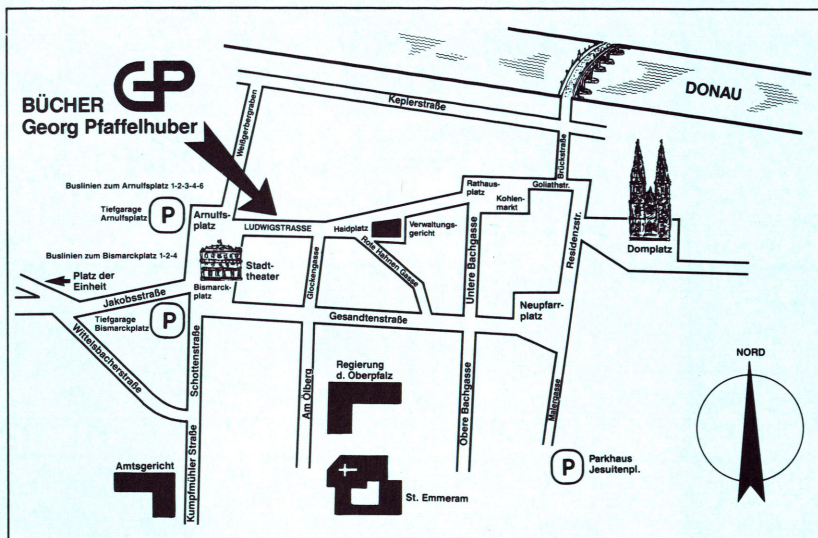 GP
BÜCHER
Georg Pfaffelhuber
DONAU
Keplerstraße
Weißgerbergraben
Brückstraße
Buslinien zum Arnulfsplatz 1-2-3-4-6
Tiefgarage
Arnulfsplatz
P
Arnulfs-
platz
LUDWIGSTRASSE
Haidplatz
Verwaltungs-
gericht
Rathaus-
platz
Kohlen-
markt
Goliathstr.
Residenzstr.
Domplatz
Buslinien zum Bismarckplatz 1-2-4
Platz der
Einheit
Jakobsstraße
Tiefgarage
Bismarckplatz
P
Bismarck-
platz
Stadt-
theater
Glockengasse
Rote Hahnen Gasse
Untere Bachgasse
Neupfarr-
platz
Gesandtenstraße
Wittelsbacherstraße
Schottenstraße
Am Ölberg
Regierung
d. Oberpfalz
Obere Bachgasse
Malergasse
NORD
Amtsgericht
Kumpfmühler Straße
St. Emmeram
P
Parkhaus
Jesuitenpl.